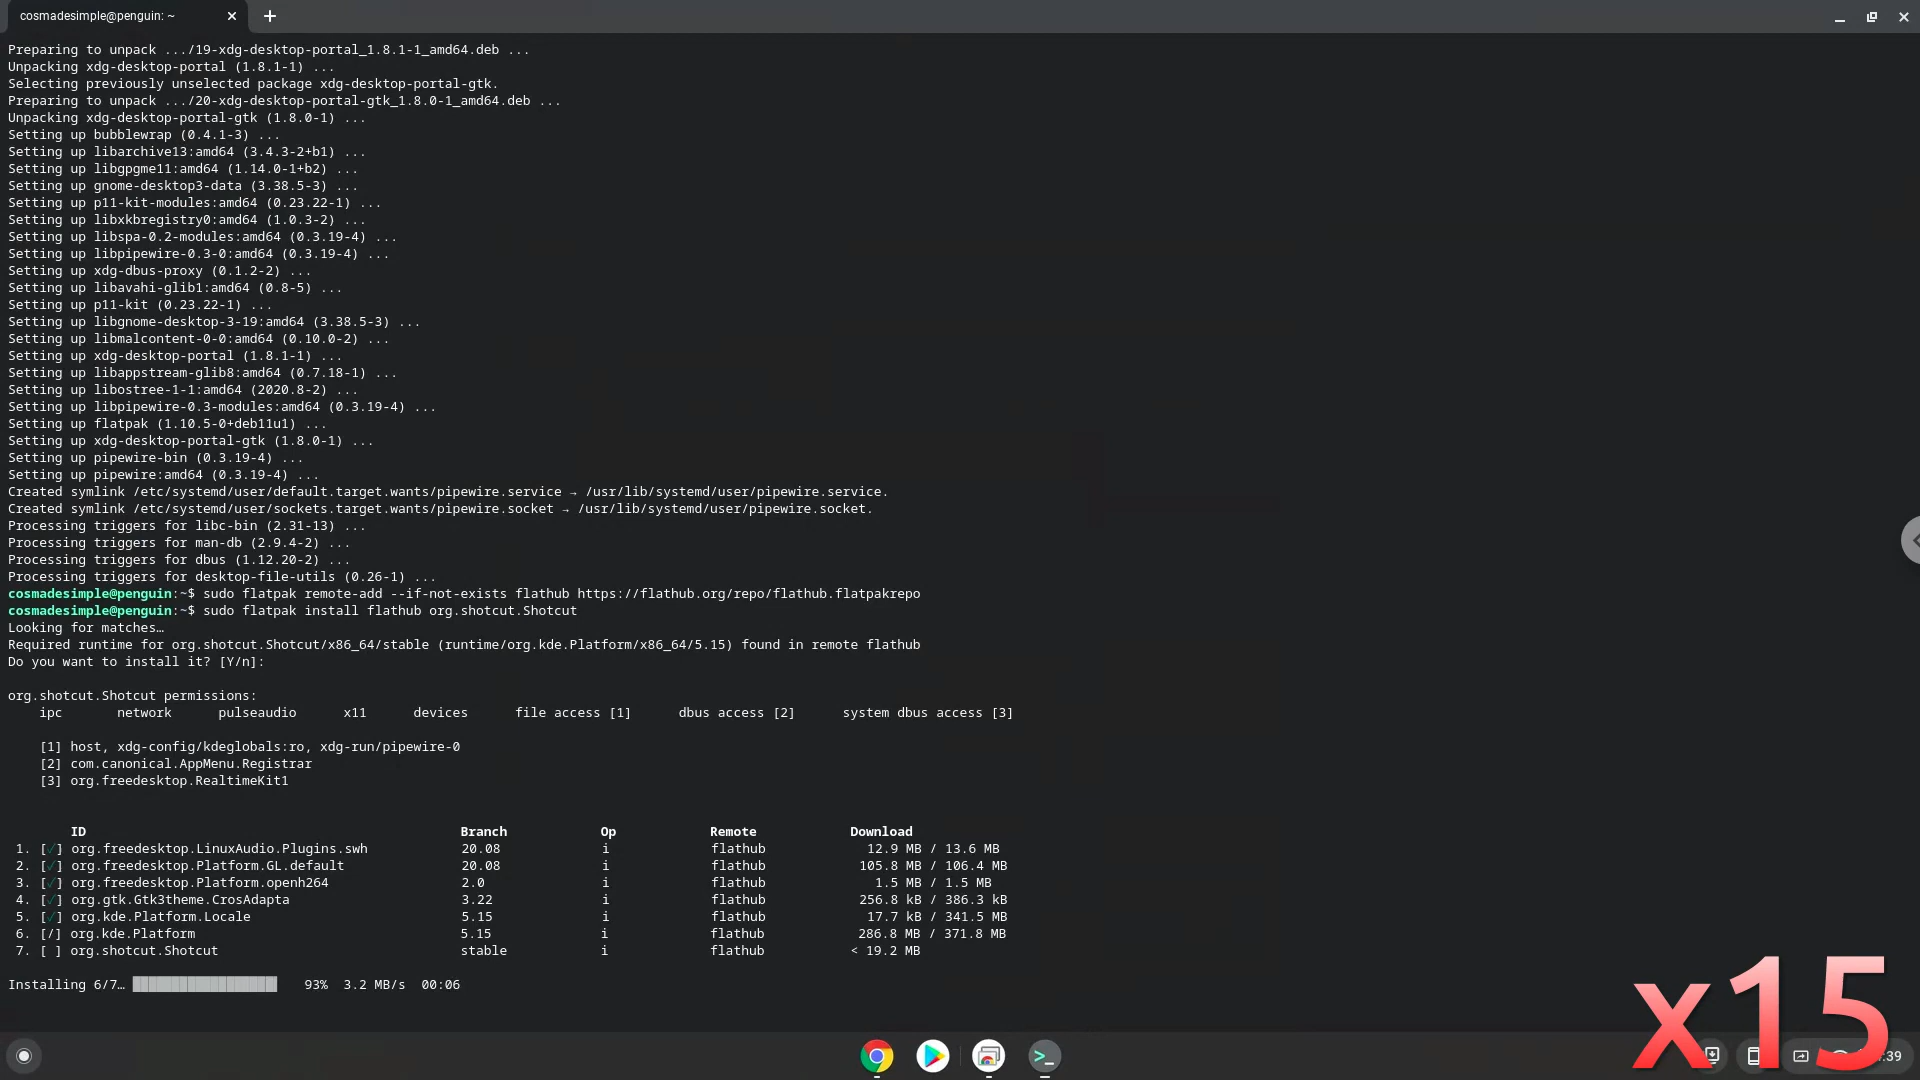 cosmadesimple@penguin: ~
Preparing to unpack .../19-xdg-desktop-portal_1.8.1-1_amd64.deb ...
Unpacking xdg-desktop-portal (1.8.1-1) ...
Selecting previously unselected package xdg-desktop-portal-gtk.
Preparing to unpack .../20-xdg-desktop-portal-gtk_1.8.0-1_amd64.deb ...
Unpacking xdg-desktop-portal-gtk (1.8.0-1) ...
Setting up bubblewrap (0.4.1-3) ...
Setting up libarchive13:amd64 (3.4.3-2+b1) ...
Setting up libgpgme11:amd64 (1.14.0-1+b2) ...
Setting up gnome-desktop3-data (3.38.5-3) ...
Setting up p11-kit-modules:amd64 (0.23.22-1) ...
Setting up libxkbregistry0:amd64 (1.0.3-2) ...
Setting up libspa-0.2-modules:amd64 (0.3.19-4) ...
Setting up libpipewire-0.3-0:amd64 (0.3.19-4) ...
Setting up xdg-dbus-proxy (0.1.2-2) ...
Setting up libavahi-glib1:amd64 (0.8-5) ...
Setting up p11-kit (0.23.22-1) ...
Setting up libgnome-desktop-3-19:amd64 (3.38.5-3) ...
Setting up libmalcontent-0-0:amd64 (0.10.0-2) ...
Setting up xdg-desktop-portal (1.8.1-1) ...
Setting up libappstream-glib8:amd64 (0.7.18-1) ...
Setting up libostree-1-1:amd64 (2020.8-2) ...
Setting up libpipewire-0.3-modules:amd64 (0.3.19-4) ...
Setting up flatpak (1.10.5-0+deb11u1) ...
Setting up xdg-desktop-portal-gtk (1.8.0-1) ...
Setting up pipewire-bin (0.3.19-4) ...
Setting up pipewire:amd64 (0.3.19-4) ...
Created symlink /etc/systemd/user/default.target.wants/pipewire.service → /usr/lib/systemd/user/pipewire.service.
Created symlink /etc/systemd/user/sockets.target.wants/pipewire.socket → /usr/lib/systemd/user/pipewire.socket.
Processing triggers for libc-bin (2.31-13) ...
Processing triggers for man-db (2.9.4-2) ...
Processing triggers for dbus (1.12.20-2) ...
Processing triggers for desktop-file-utils (0.26-1) ...
cosmadesimple@penguin:~$ sudo flatpak remote-add --if-not-exists flathub https://flathub.org/repo/flathub.flatpakrepo
cosmadesimple@penguin:~$ sudo flatpak install flathub org.shotcut.Shotcut
Looking for matches…
Required runtime for org.shotcut.Shotcut/x86_64/stable (runtime/org.kde.Platform/x86_64/5.15) found in remote flathub
Do you want to install it? [Y/n]:
org.shotcut.Shotcut permissions:
ipc network pulseaudio x11 devices file access [1] dbus access [2] system dbus access [3]
[1] host, xdg-config/kdeglobals:ro, xdg-run/pipewire-0
[2] com.canonical.AppMenu.Registrar
[3] org.freedesktop.RealtimeKit1
ID Branch Op Remote Download
1. [✓] org.freedesktop.LinuxAudio.Plugins.swh 20.08 i flathub 12.9 MB / 13.6 MB
2. [✓] org.freedesktop.Platform.GL.default 20.08 i flathub 105.8 MB / 106.4 MB
3. [✓] org.freedesktop.Platform.openh264 2.0 i flathub 1.5 MB / 1.5 MB
4. [✓] org.gtk.Gtk3theme.CrosAdapta 3.22 i flathub 256.8 kB / 386.3 kB
5. [✓] org.kde.Platform.Locale 5.15 i flathub 17.7 kB / 341.5 MB
6. [/] org.kde.Platform 5.15 i flathub 286.8 MB / 371.8 MB
7. [ ] org.shotcut.Shotcut stable i flathub < 19.2 MB
Installing 6/7… 93% 3.2 MB/s 00:06
x15